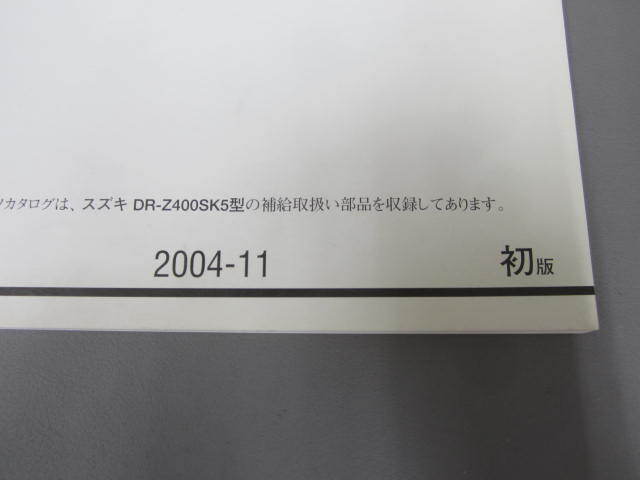 カタログは、スズキ DR-Z400SK5型の補給取扱い部品を収録してあります。
2004-11 初版